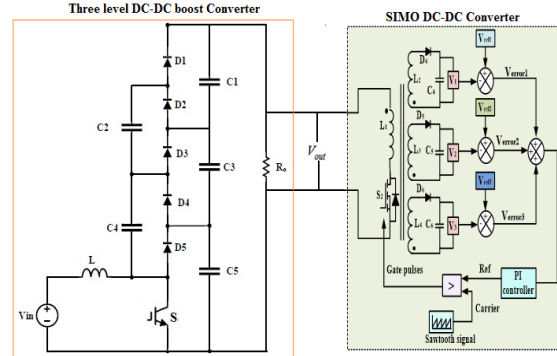 Three level DC-DC boost Converter
D1
C1
D2
C2
D3
C3
D4
C4
D5
C5
L
Vin
S
Ro
Vout
SIMO DC-DC Converter
Vref1
D4
L2
C4
V1
Verror1
L1
D5
Vref2
L3
C5
V2
Verror2
S2
D6
Vref3
L4
C6
V3
Verror3
Gate pulses
Ref
PI
controller
>
Carrier
Sawtooth signal